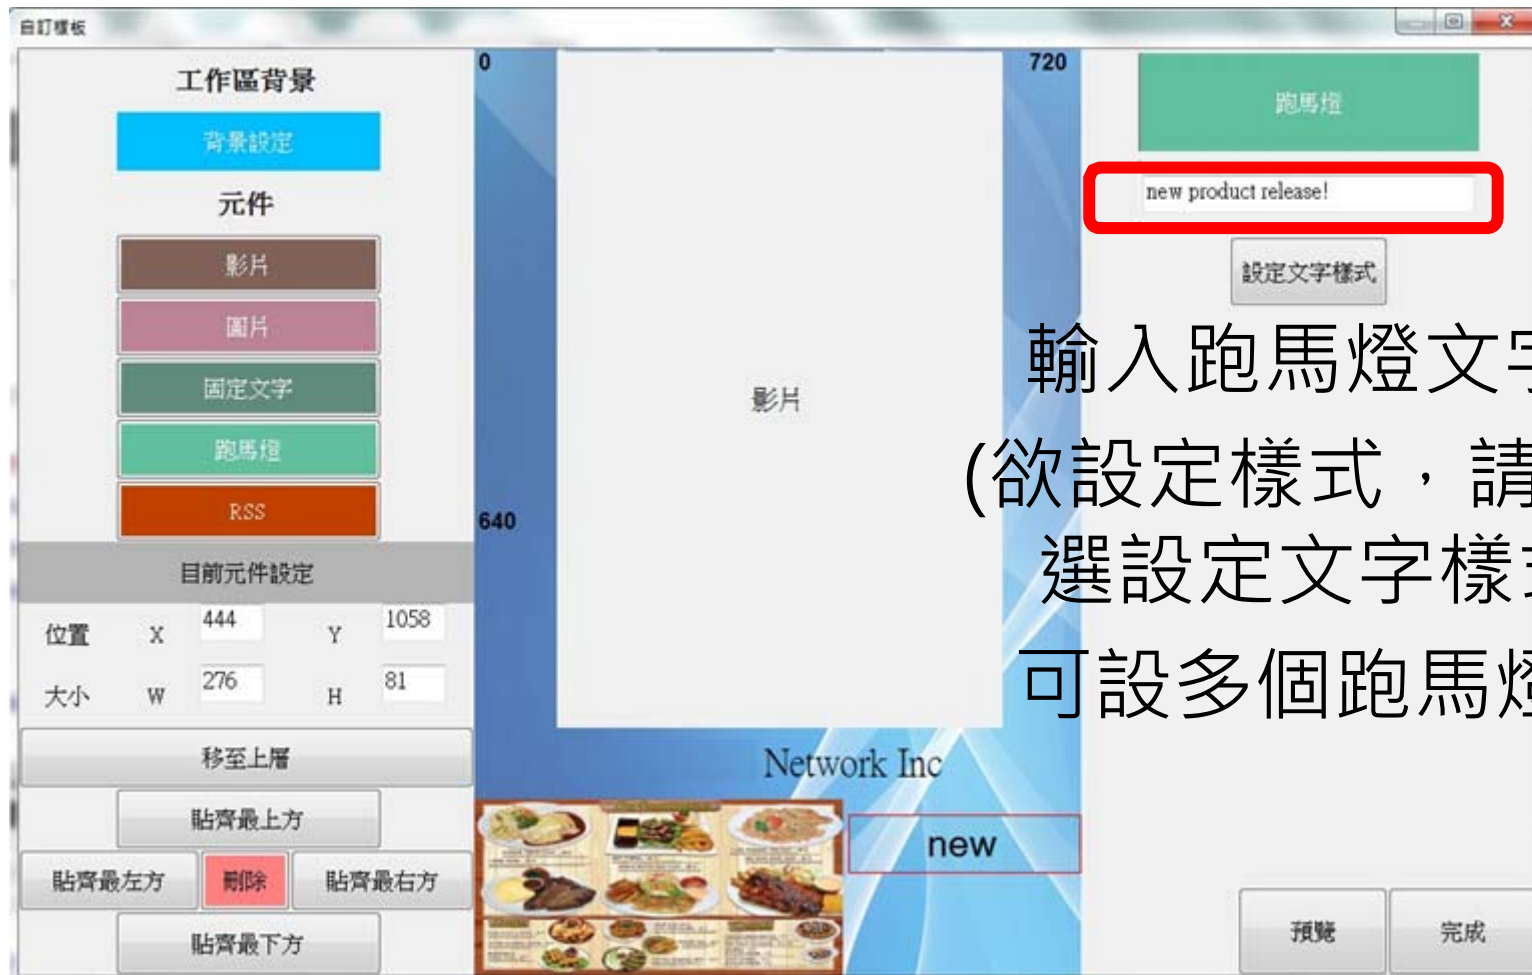 自訂樣板
工作區背景
背景設定
元件
影片
圖片
固定文字
跑馬燈
RSS
目前元件設定
位置 X 444 Y 1058
大小 W 276 H 81
移至上層
貼齊最上方
貼齊最左方 刪除 貼齊最右方
貼齊最下方
0 720
640
影片
Network Inc
new
跑馬燈
new product release!
設定文字樣式
輸入跑馬燈文字
(欲設定樣式，請
選設定文字樣式
可設多個跑馬燈
預覽 完成